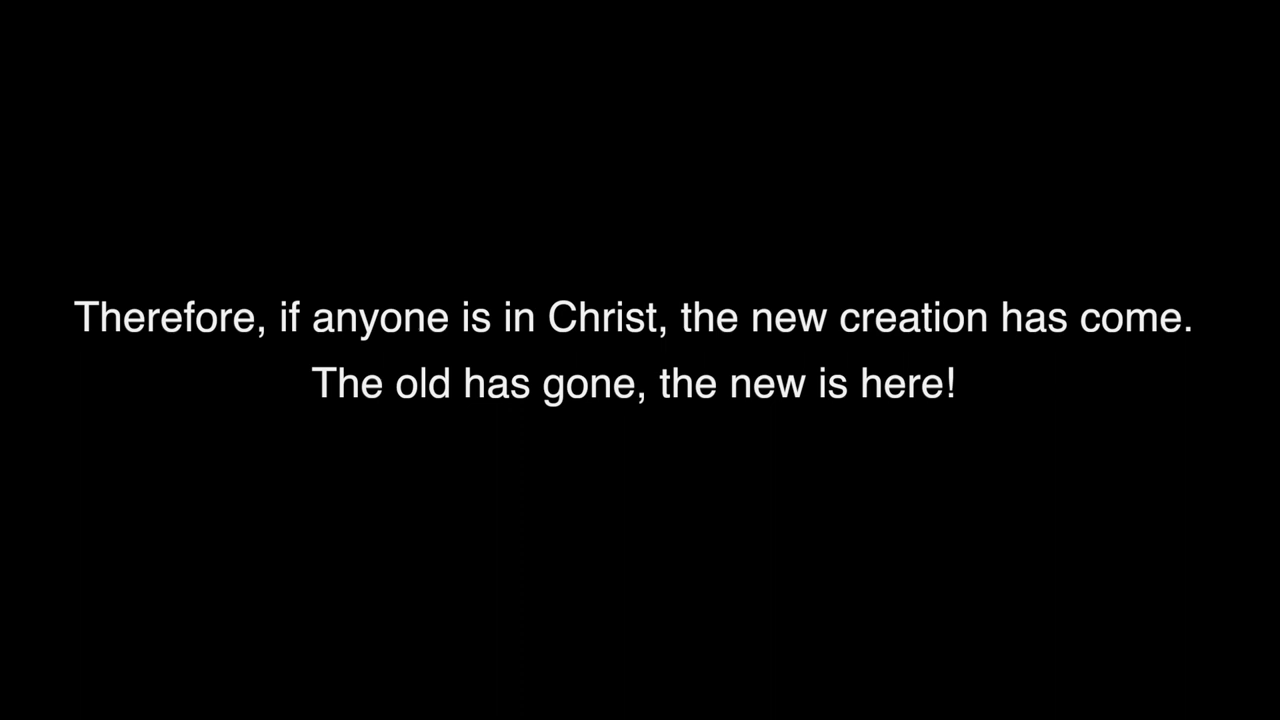 Therefore, if anyone is in Christ, the new creation has come.
The old has gone, the new is here!